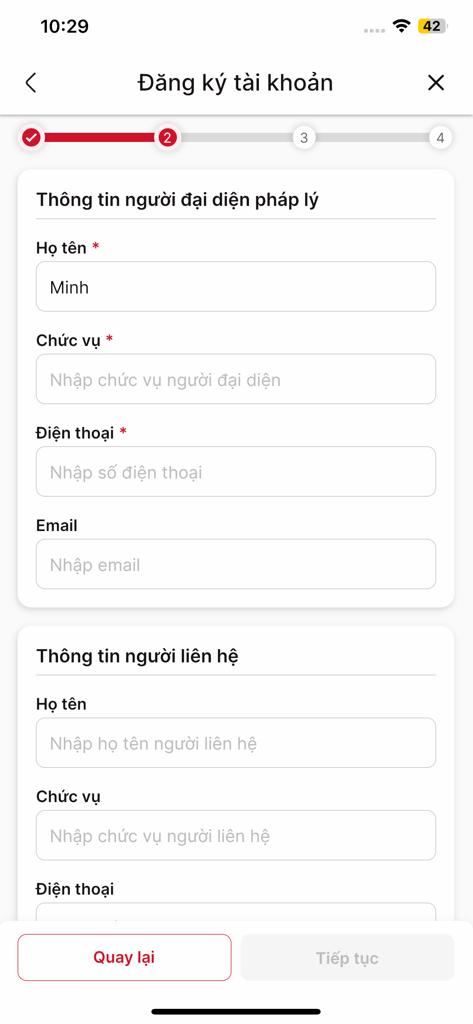 10:29
42
Đăng ký tài khoản
2
3
4
Thông tin người đại diện pháp lý
Họ tên *
Minh
Chức vụ *
Nhập chức vụ người đại diện
Điện thoại *
Nhập số điện thoại
Email
Nhập email
Thông tin người liên hệ
Họ tên
Nhập họ tên người liên hệ
Chức vụ
Nhập chức vụ người liên hệ
Điện thoại
Quay lại
Tiếp tục